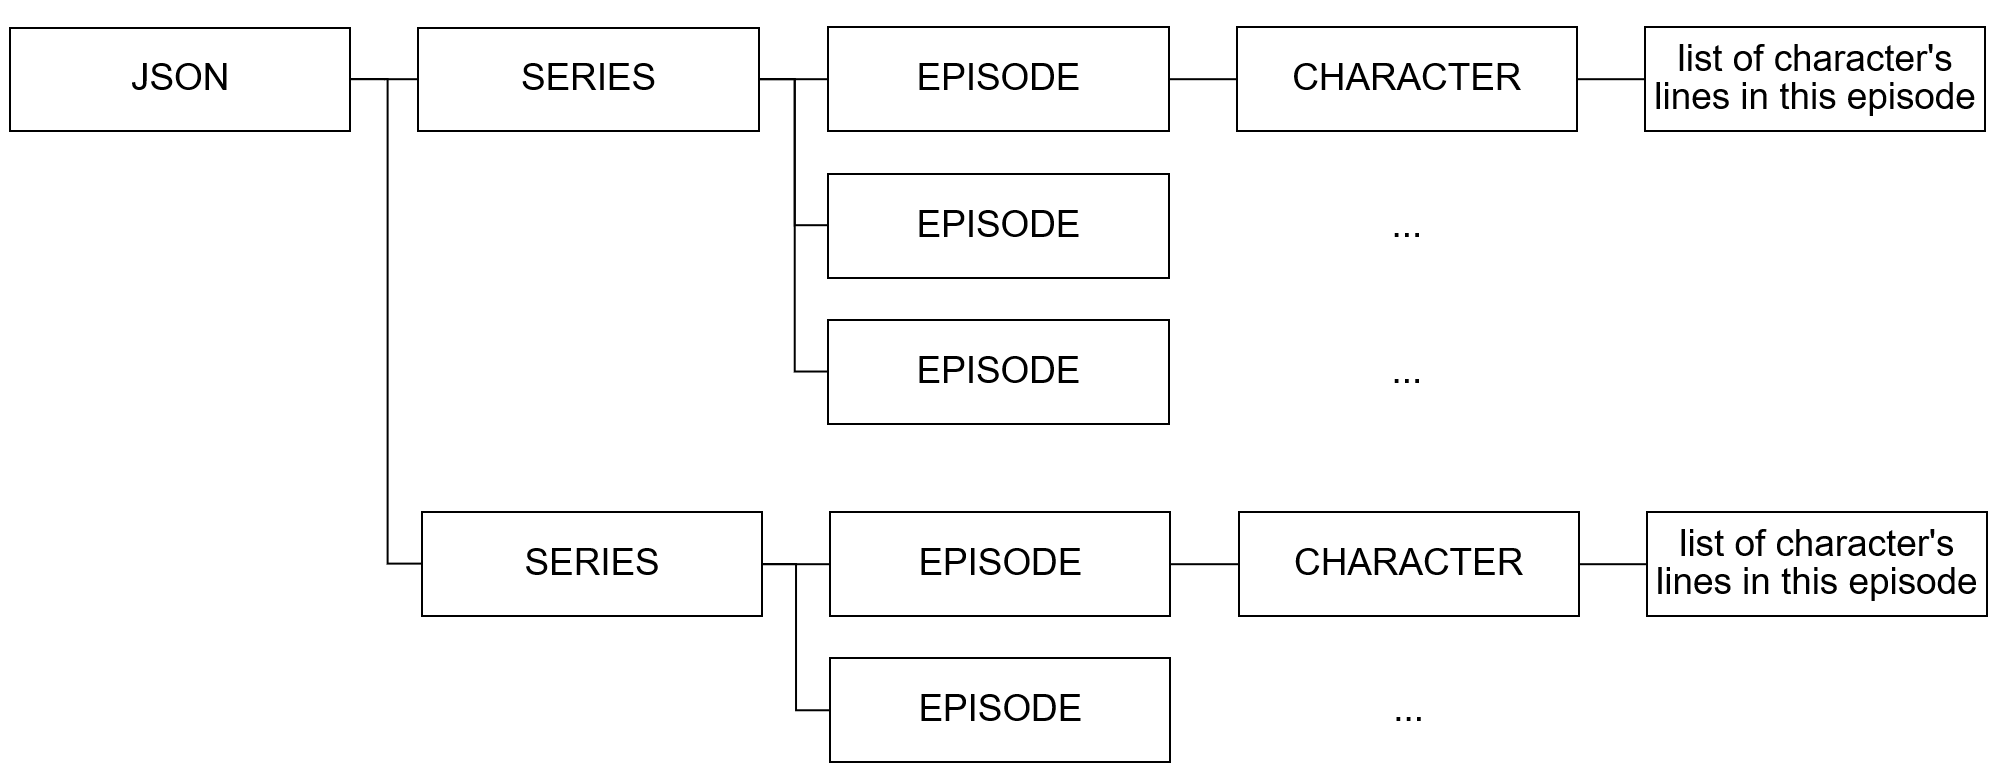 JSON
SERIES
EPISODE
CHARACTER
list of character's
lines in this episode
EPISODE
...
EPISODE
...
SERIES
EPISODE
CHARACTER
list of character's
lines in this episode
EPISODE
...